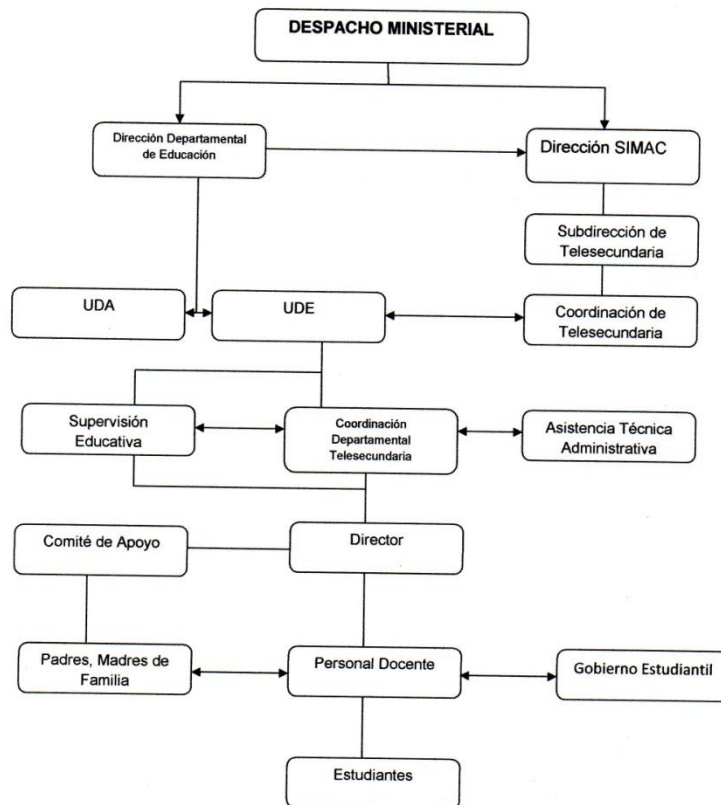 DESPACHO MINISTERIAL
Dirección Departamental
de Educación
Dirección SIMAC
Subdirección de
Telesecundaria
UDA
UDE
Coordinación de
Telesecundaria
Supervisión
Educativa
Coordinación
Departamental
Telesecundaria
Asistencia Técnica
Administrativa
Comité de Apoyo
Director
Padres, Madres de
Familia
Personal Docente
Gobierno Estudiantil
Estudiantes